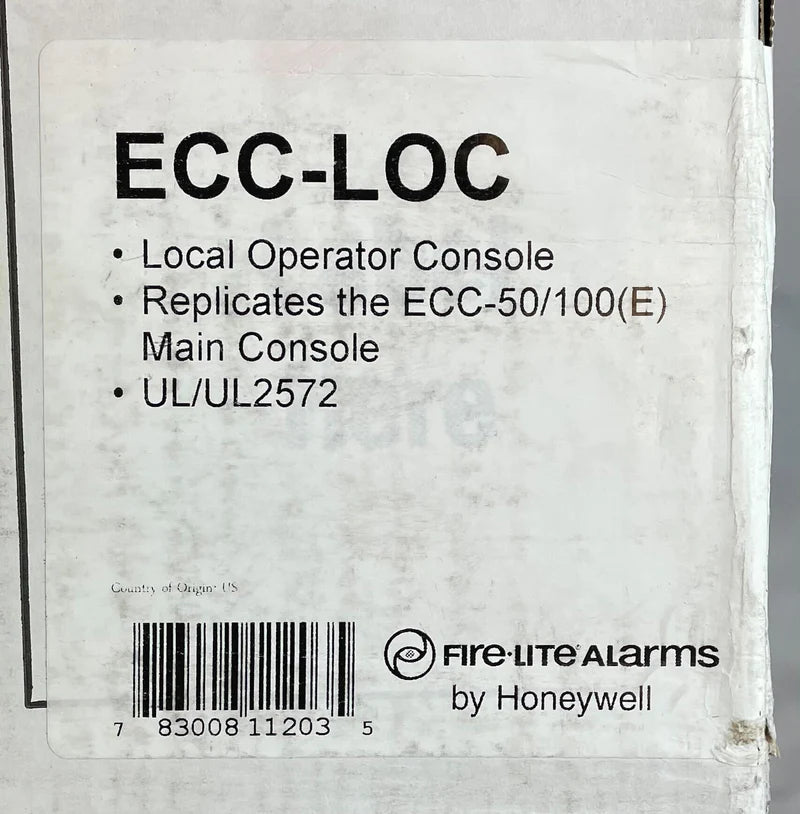 ECC-LOC
• Local Operator Console
• Replicates the ECC-50/100(E)
Main Console
• UL/UL2572
Country of Origin: US
7 83008 11203 5
FIRE·LITE ALARMS
by Honeywell